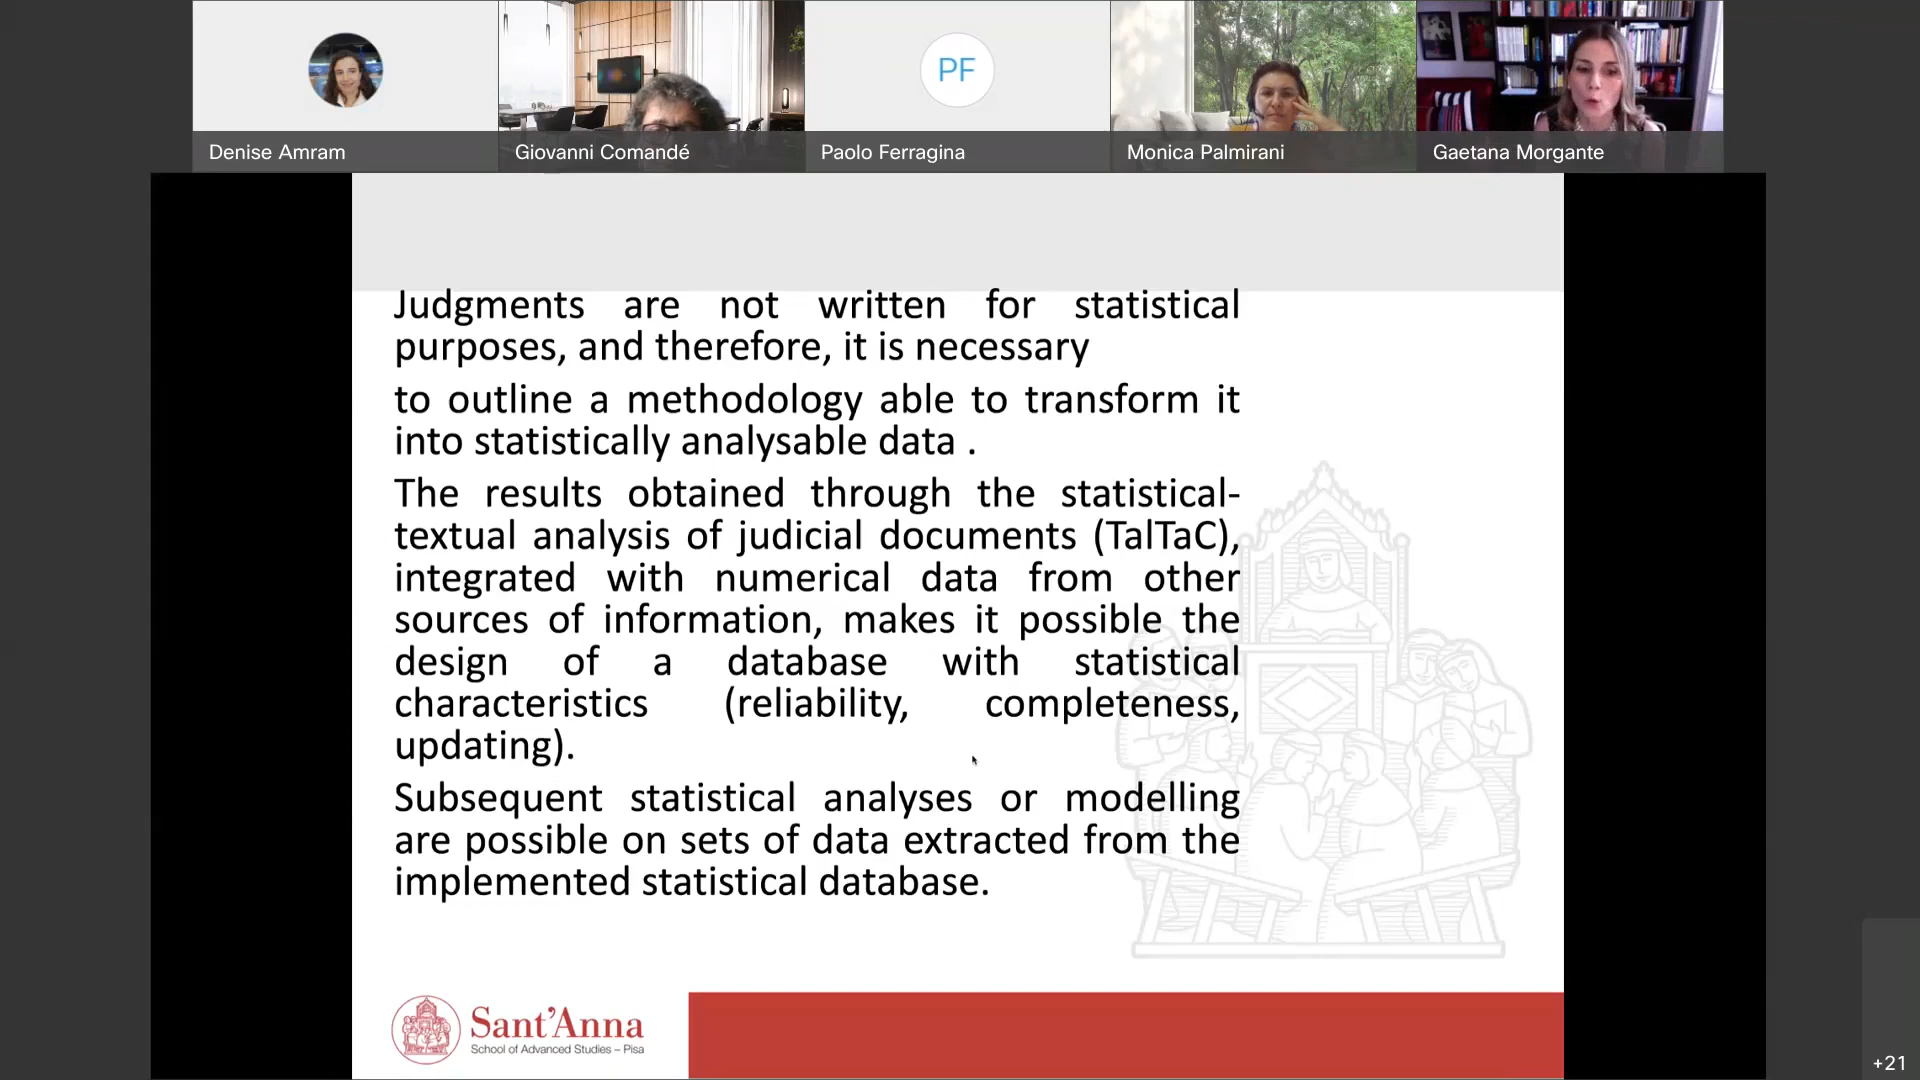 Denise Amram
Giovanni Comandé
PF
Paolo Ferragina
Monica Palmirani
Gaetana Morgante
Judgments are not written for statistical
purposes, and therefore, it is necessary
to outline a methodology able to transform it
into statistically analysable data .
The results obtained through the statistical-
textual analysis of judicial documents (TalTaC),
integrated with numerical data from other
sources of information, makes it possible the
design of a database with statistical
characteristics (reliability, completeness,
updating).
Subsequent statistical analyses or modelling
are possible on sets of data extracted from the
implemented statistical database.
Sant'Anna
School of Advanced Studies – Pisa
+21